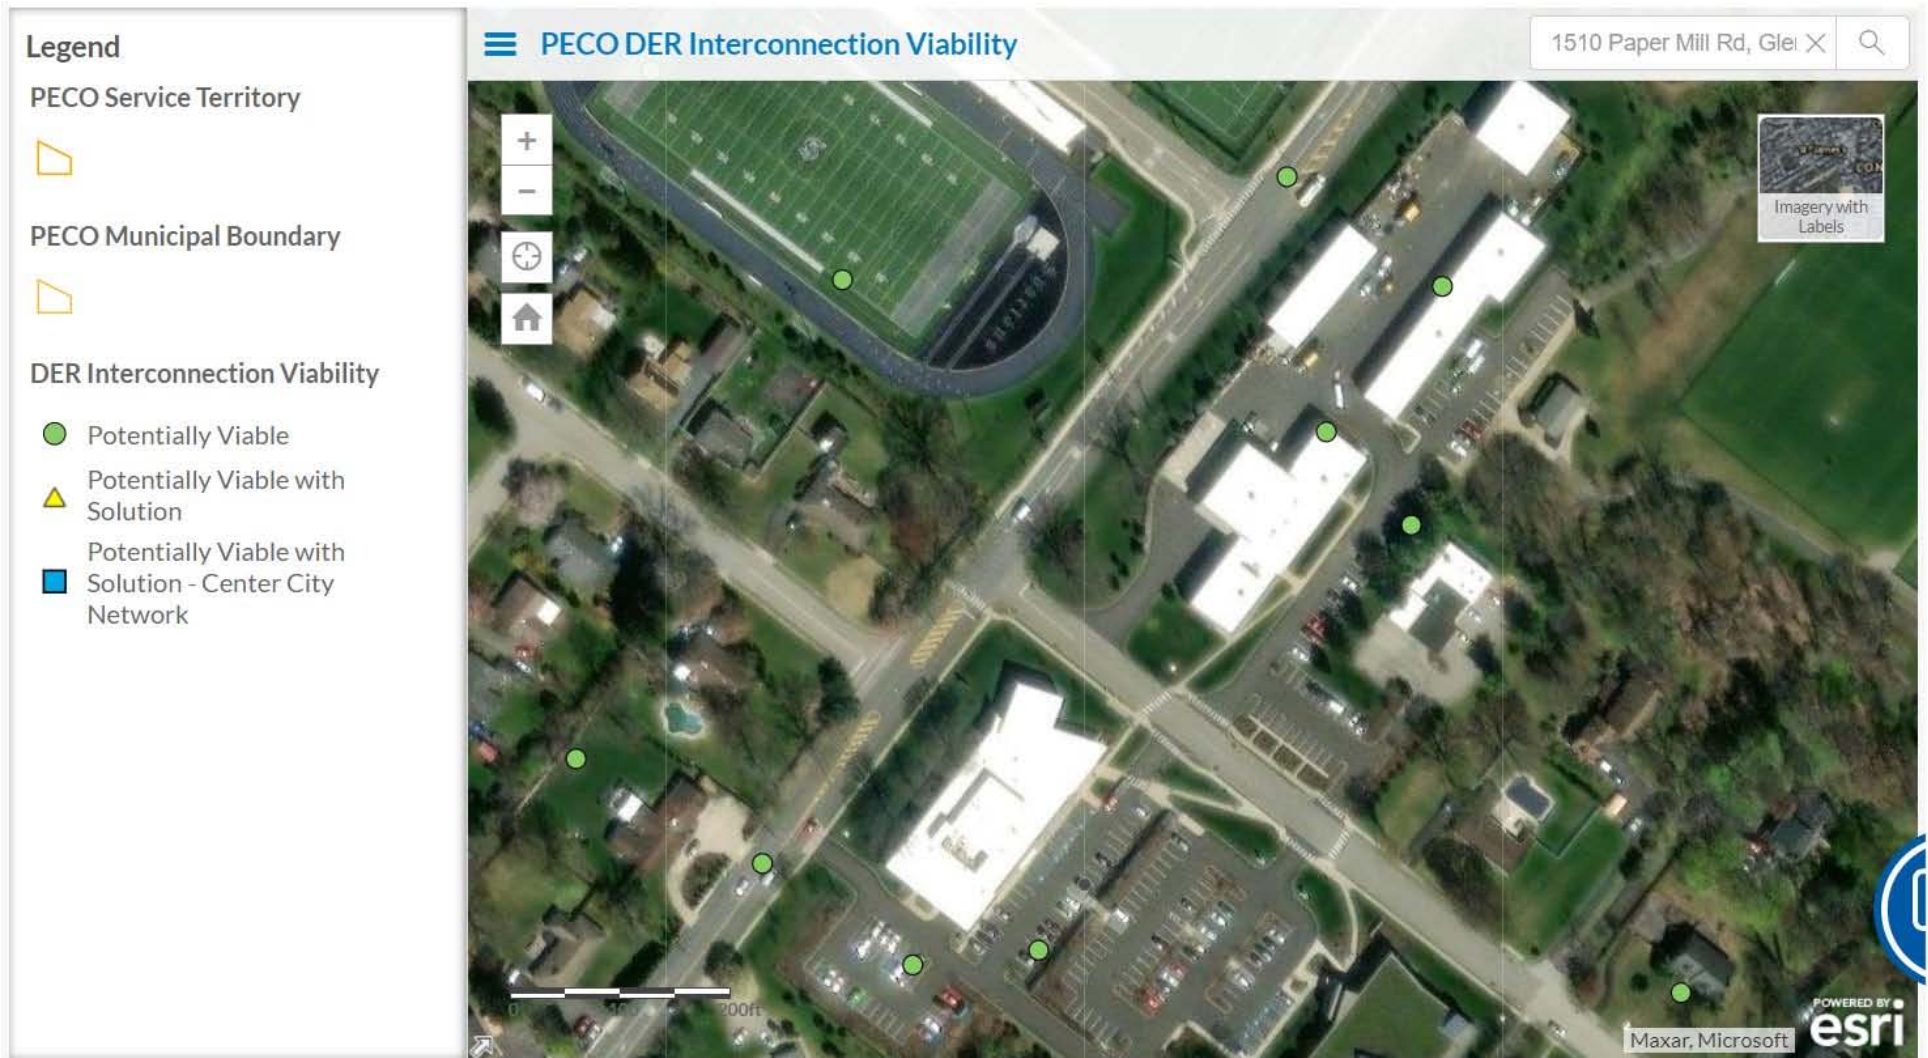 Legend
PECO Service Territory
PECO Municipal Boundary
DER Interconnection Viability
Potentially Viable
Potentially Viable with
Solution
Potentially Viable with
Solution - Center City
Network
PECO DER Interconnection Viability
1510 Paper Mill Rd, Gle
Imagery with
Labels
200ft
POWERED BY
esri
Maxar, Microsoft